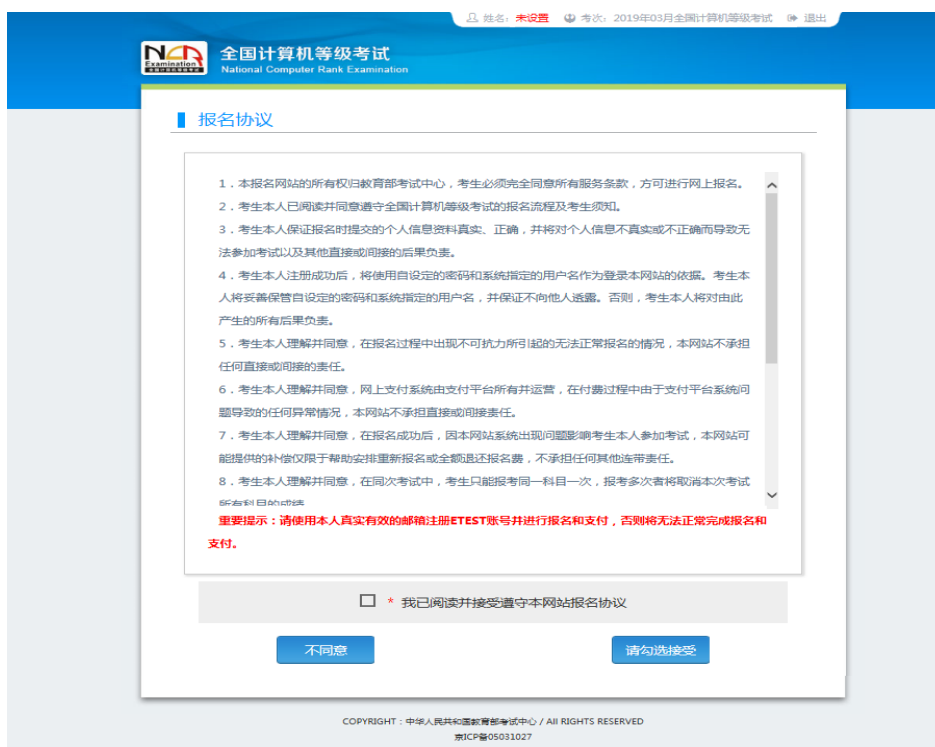 姓名: 未设置 考次: 2019年03月全国计算机等级考试 退出
NCR
Examination
全国计算机等级考试
全国计算机等级考试
National Computer Rank Examination
报名协议
1．本报名网站的所有权归教育部考试中心，考生必须完全同意所有服务条款，方可进行网上报名。
2．考生本人已阅读并同意遵守全国计算机等级考试的报名流程及考生须知。
3．考生本人保证报名时提交的个人信息资料真实、正确，并将对个人信息不真实或不正确而导致无
法参加考试以及其他直接或间接的后果负责。
4．考生本人注册成功后，将使用自设定的密码和系统指定的用户名作为登录本网站的依据。考生本
人将妥善保管自设定的密码和系统指定的用户名，并保证不向他人透露。否则，考生本人将对由此
产生的所有后果负责。
5．考生本人理解并同意，在报名过程中出现不可抗力所引起的无法正常报名的情况，本网站不承担
任何直接或间接的责任。
6．考生本人理解并同意，网上支付系统由支付平台所有并运营，在付费过程中由于支付平台系统问
题导致的任何异常情况，本网站不承担直接或间接责任。
7．考生本人理解并同意，在报名成功后，因本网站系统出现问题影响考生本人参加考试，本网站可
能提供的补偿仅限于帮助安排重新报名或全额退还报名费，不承担任何其他连带责任。
8．考生本人理解并同意，在同次考试中，考生只能报考同一科目一次，报考多次者将取消本次考试
所有科目的成绩
重要提示：请使用本人真实有效的邮箱注册ETEST账号并进行报名和支付，否则将无法正常完成报名和
支付。
* 我已阅读并接受遵守本网站报名协议
不同意
请勾选接受
COPYRIGHT：中华人民共和国教育部考试中心 / All RIGHTS RESERVED
京ICP备05031027